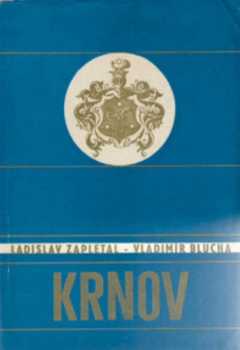 LADISLAV ZAPLETAL - VLADIMÍR BLUCHA
KRNOV